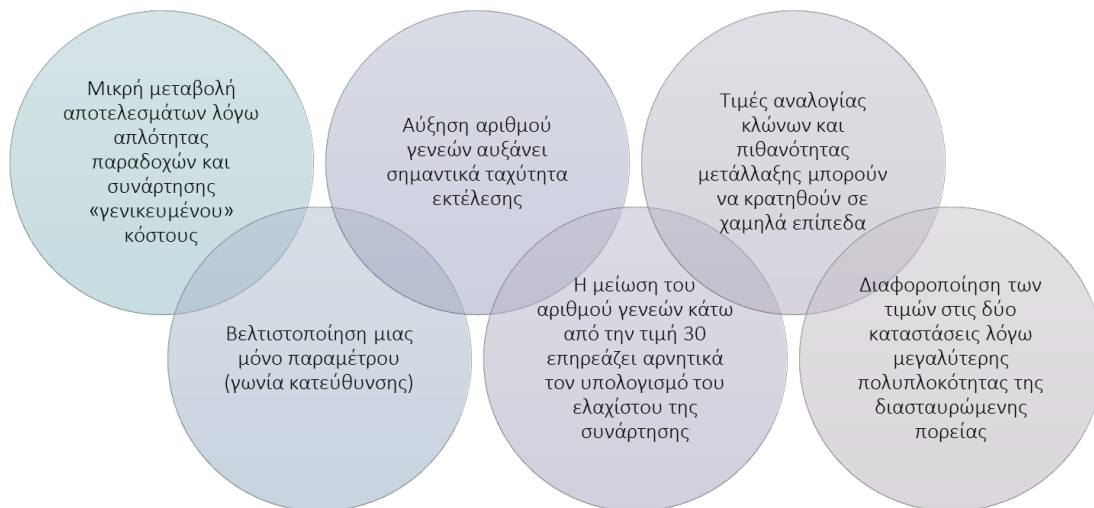 Μικρή μεταβολή
αποτελεσμάτων λόγω
απλότητας
παραδοχών και
συνάρτησης
«γενικευμένου»
κόστους
Βελτιστοποίηση μιας
μόνο παραμέτρου
(γωνία κατεύθυνσης)
Αύξηση αριθμού
γενεών αυξάνει
σημαντικά ταχύτητα
εκτέλεσης
Η μείωση του
αριθμού γενεών κάτω
από την τιμή 30
επηρεάζει αρνητικά
τον υπολογισμό του
ελαχίστου της
συνάρτησης
Τιμές αναλογίας
κλώνων και
πιθανότητας
μετάλλαξης μπορούν
να κρατηθούν σε
χαμηλά επίπεδα
Διαφοροποίηση των
τιμών στις δύο
καταστάσεις λόγω
μεγαλύτερης
πολυπλοκότητας της
διασταυρώμενης
πορείας